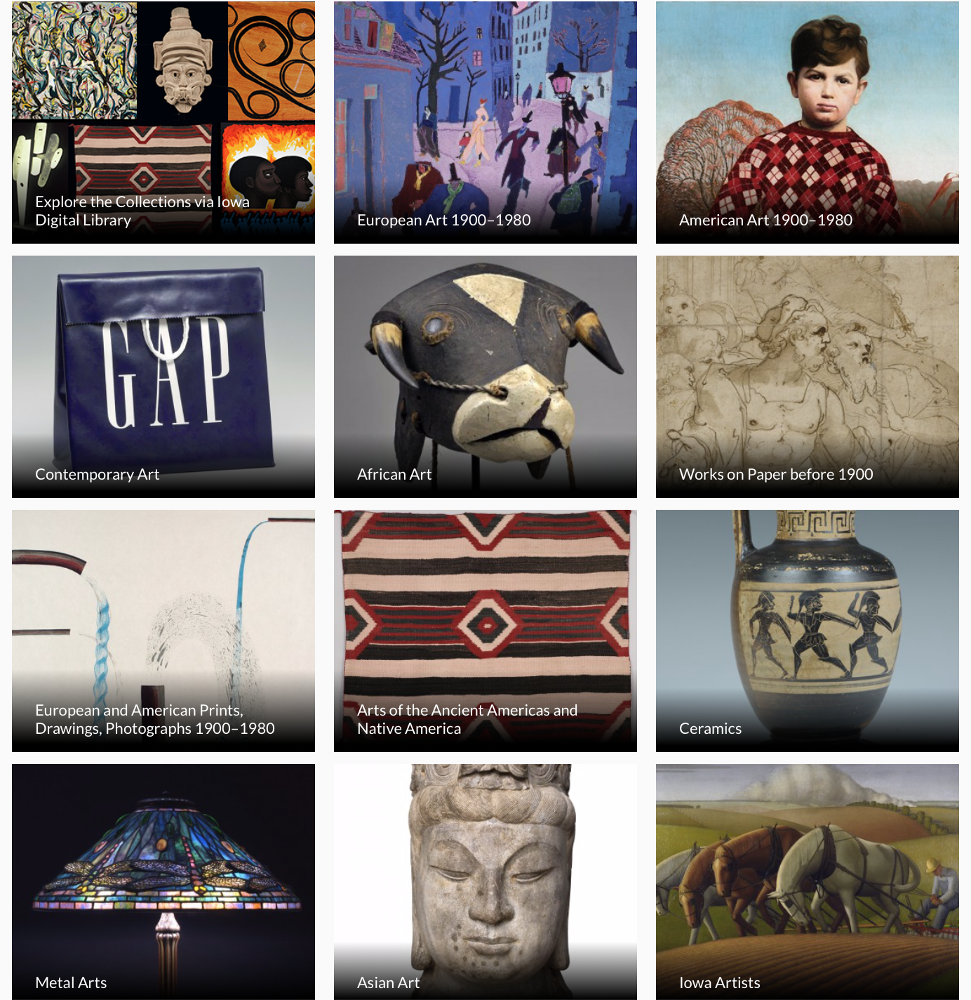 Explore the Collections via Iowa
Digital Library
European Art 1900–1980
American Art 1900–1980
GAP
Contemporary Art
African Art
Works on Paper before 1900
European and American Prints,
Drawings, Photographs 1900–1980
Arts of the Ancient Americas and
Native America
Ceramics
Metal Arts
Asian Art
Iowa Artists